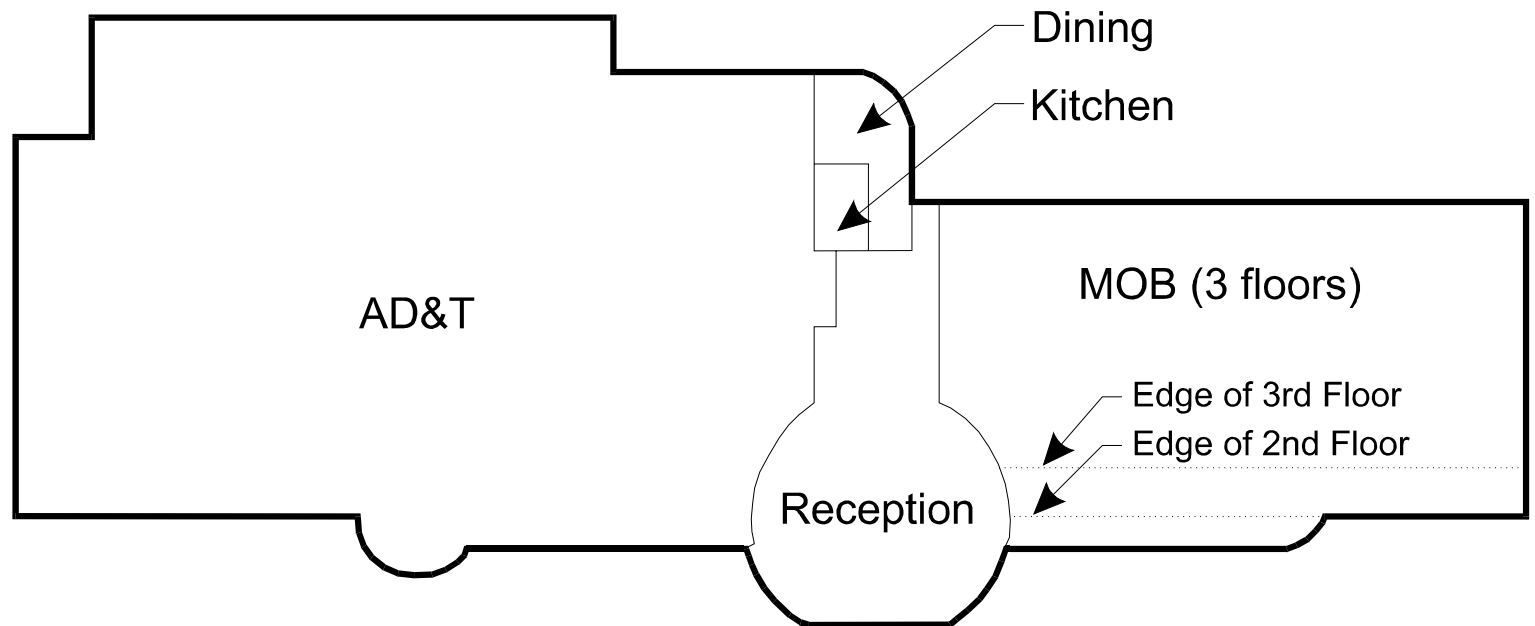 Dining
Kitchen
MOB (3 floors)
AD&T
Edge of 3rd Floor
Edge of 2nd Floor
Reception